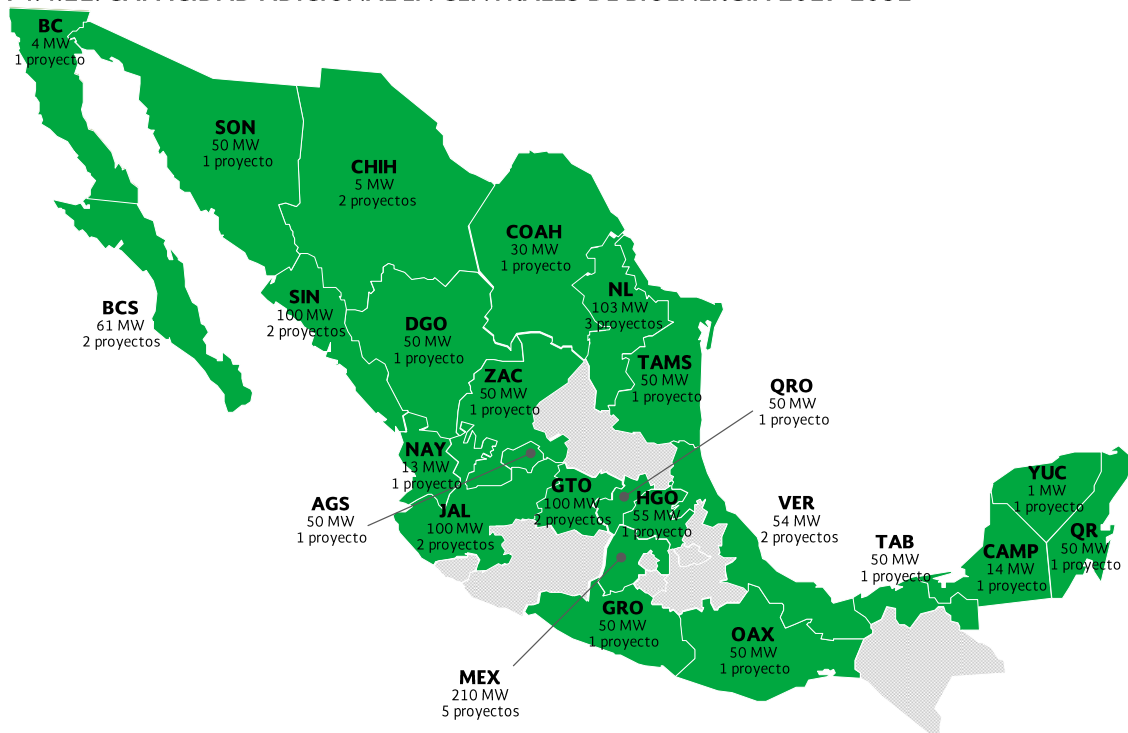 BC
4 MW
1 proyecto
SON
50 MW
1 proyecto
CHIH
5 MW
2 proyectos
COAH
30 MW
1 proyecto
NL
103 MW
3 proyectos
SIN
100 MW
2 proyectos
BCS
61 MW
2 proyectos
DGO
50 MW
1 proyecto
TAMS
50 MW
1 proyecto
ZAC
50 MW
1 proyecto
QRO
50 MW
1 proyecto
NAY
13 MW
1 proyecto
AGS
50 MW
1 proyecto
JAL
100 MW
2 proyectos
GTO
100 MW
2 proyectos
HGO
55 MW
1 proyecto
VER
54 MW
2 proyectos
TAB
50 MW
1 proyecto
YUC
1 MW
1 proyecto
QR
50 MW
1 proyecto
CAMP
14 MW
1 proyecto
GRO
50 MW
1 proyecto
OAX
50 MW
1 proyecto
MEX
210 MW
5 proyectos